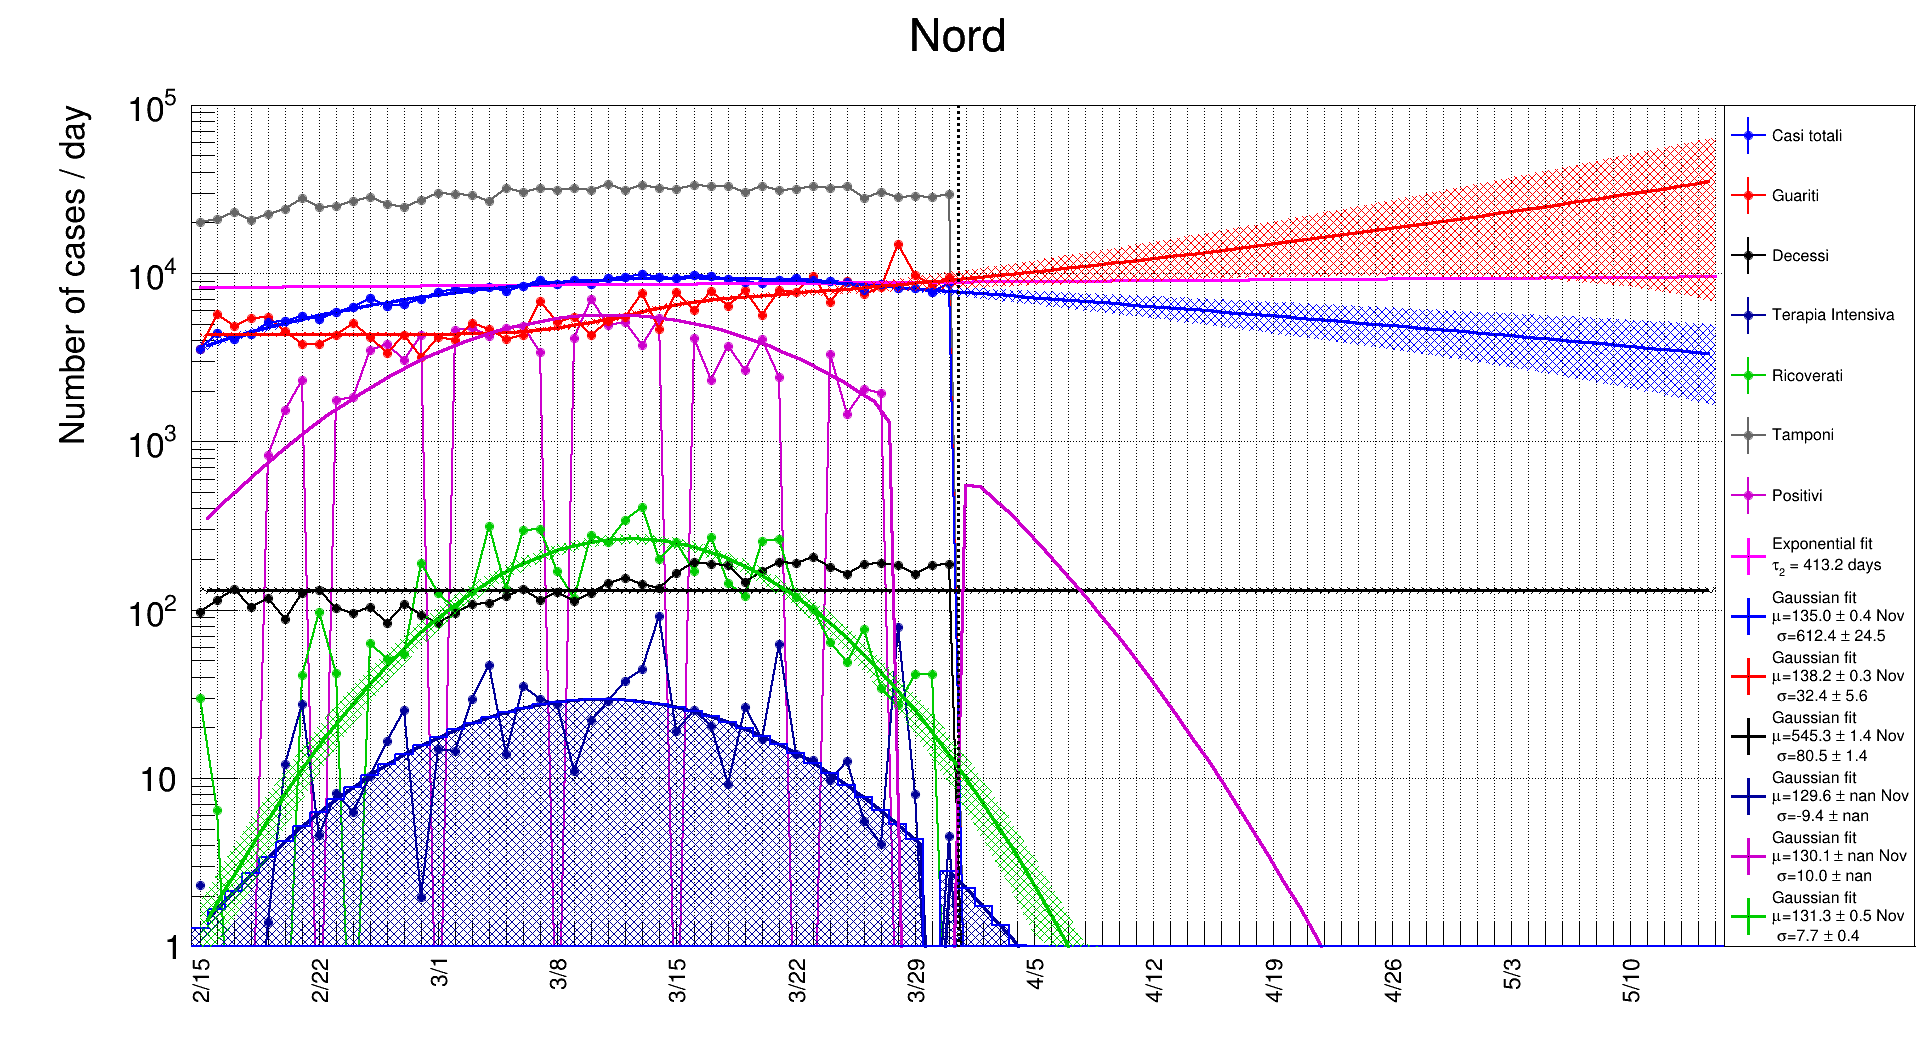 Nord
Number of cases / day
10^5
10^4
10^3
10^2
10
1
2/15
2/22
3/1
3/8
3/15
3/22
3/29
4/5
4/12
4/19
4/26
5/3
5/10
Casi totali
Guariti
Decessi
Terapia Intensiva
Ricoverati
Tamponi
Positivi
Exponential fit
τ₂ = 413.2 days
Gaussian fit
μ=135.0 ± 0.4 Nov
σ=612.4 ± 24.5
Gaussian fit
μ=138.2 ± 0.3 Nov
σ=32.4 ± 5.6
Gaussian fit
μ=545.3 ± 1.4 Nov
σ=80.5 ± 1.4
Gaussian fit
μ=129.6 ± nan Nov
σ=-9.4 ± nan
Gaussian fit
μ=130.1 ± nan Nov
σ=10.0 ± nan
Gaussian fit
μ=131.3 ± 0.5 Nov
σ=7.7 ± 0.4